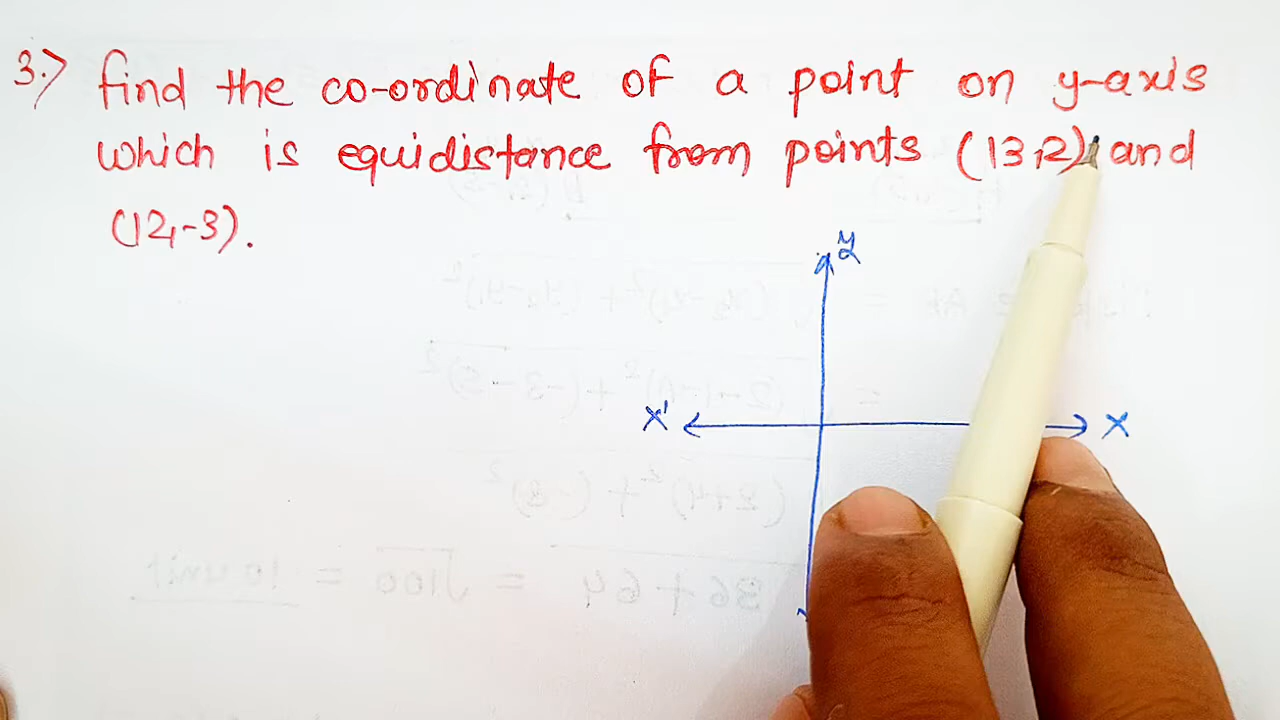 3.) find the co-ordinate of a point on y-axis
which is equidistance from points (13,2) and
(12,-3).
y
x' x